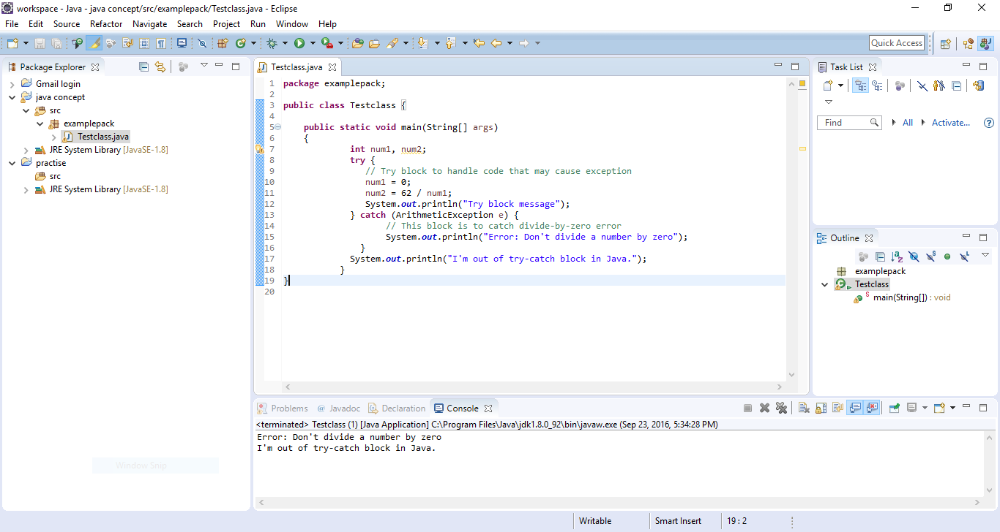 workspace - Java - java concept/src/examplepack/Testclass.java - Eclipse
File Edit Source Refactor Navigate Search Project Run Window Help
Quick Access
Package Explorer
Gmail login
java concept
src
examplepack
Testclass.java
JRE System Library [JavaSE-1.8]
practise
src
JRE System Library [JavaSE-1.8]
Testclass.java
1 package examplepack;
2
3 public class Testclass {
4
5 public static void main(String[] args)
6 {
7 int num1, num2;
8 try {
9 // Try block to handle code that may cause exception
10 num1 = 0;
11 num2 = 62 / num1;
12 System.out.println("Try block message");
13 } catch (ArithmeticException e) {
14 // This block is to catch divide-by-zero error
15 System.out.println("Error: Don't divide a number by zero");
16 }
17 System.out.println("I'm out of try-catch block in Java.");
18 }
19 }
20
Task List
Find All Activate...
Outline
examplepack
Testclass
main(String[]) : void
Problems @ Javadoc Declaration Console
<terminated> Testclass (1) [Java Application] C:\Program Files\Java\jdk1.8.0_92\bin\javaw.exe (Sep 23, 2016, 5:34:28 PM)
Error: Don't divide a number by zero
I'm out of try-catch block in Java.
Window Snip
Writable Smart Insert 19 : 2